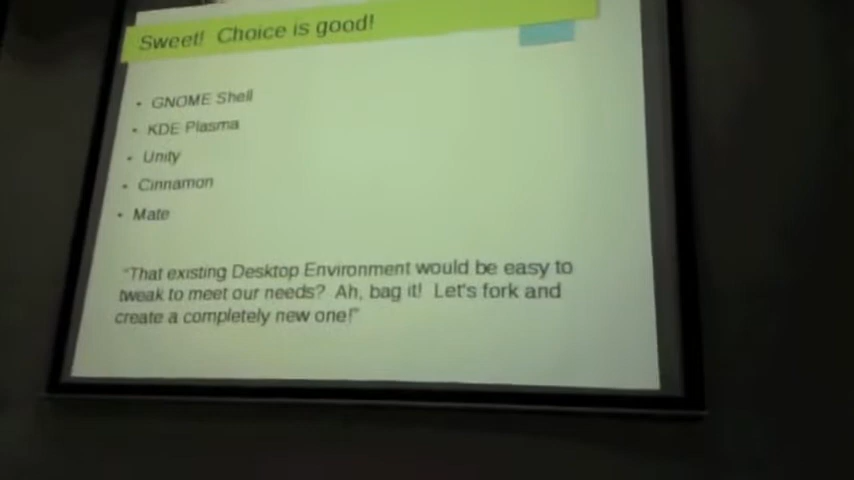 Sweet! Choice is good!
• GNOME Shell
• KDE Plasma
• Unity
• Cinnamon
• Mate
"That existing Desktop Environment would be easy to
tweak to meet our needs? Ah, bag it! Let's fork and
create a completely new one!"